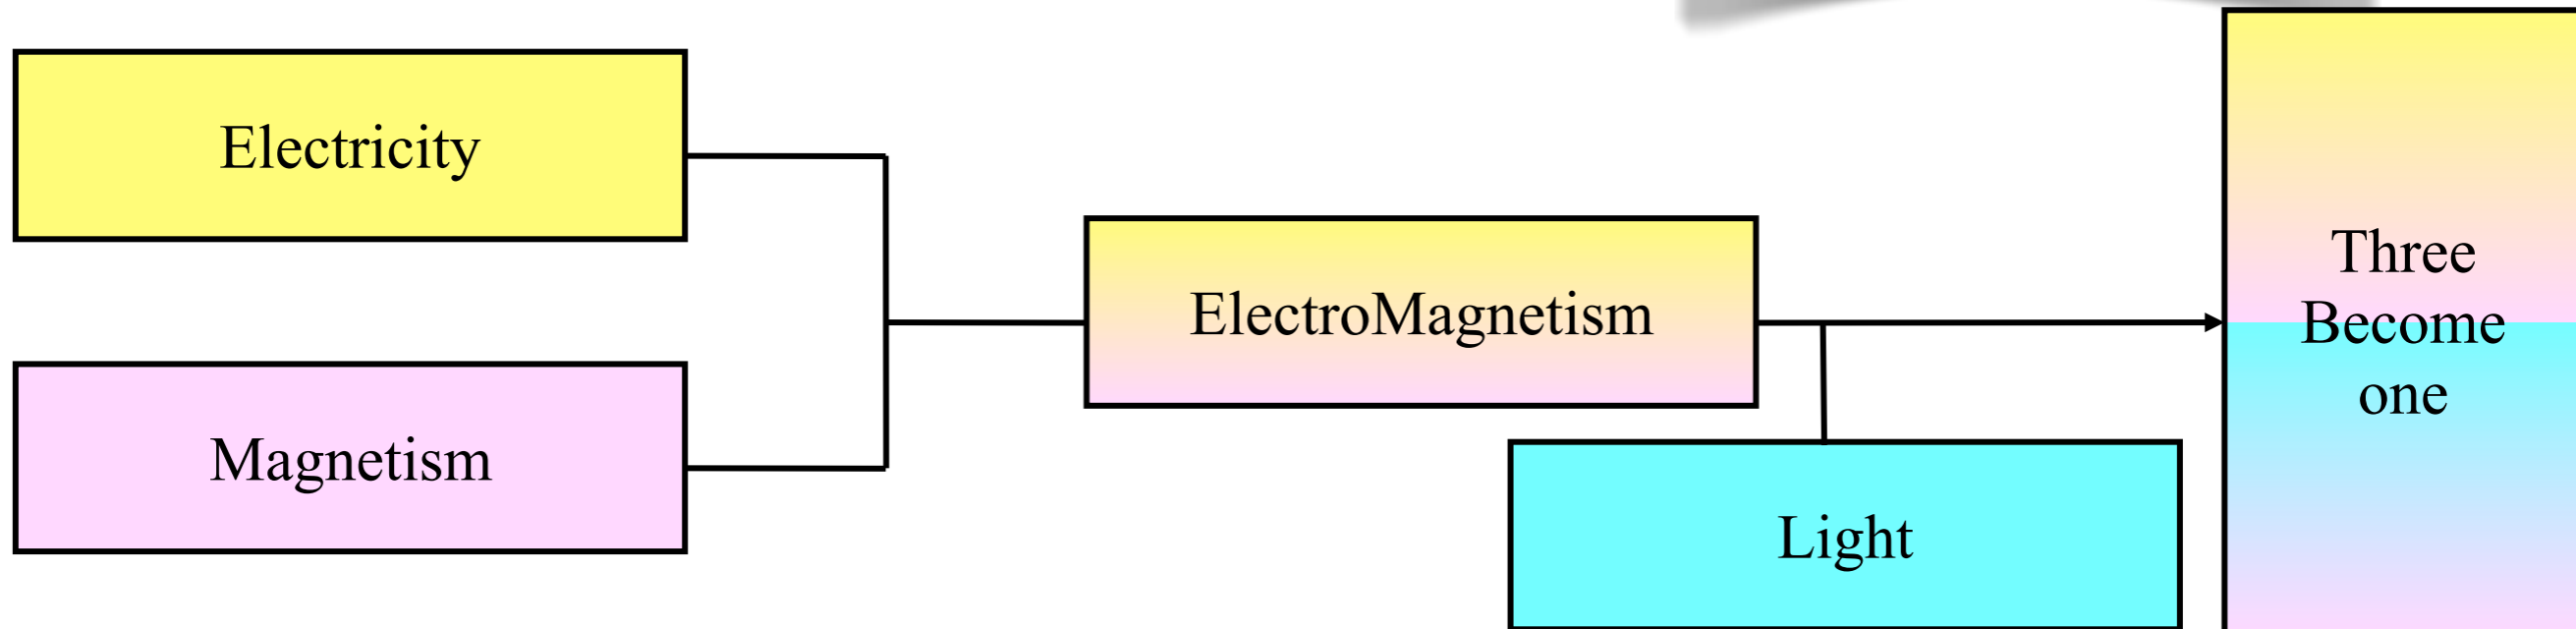 Electricity
Magnetism
ElectroMagnetism
Light
Three
Become
one